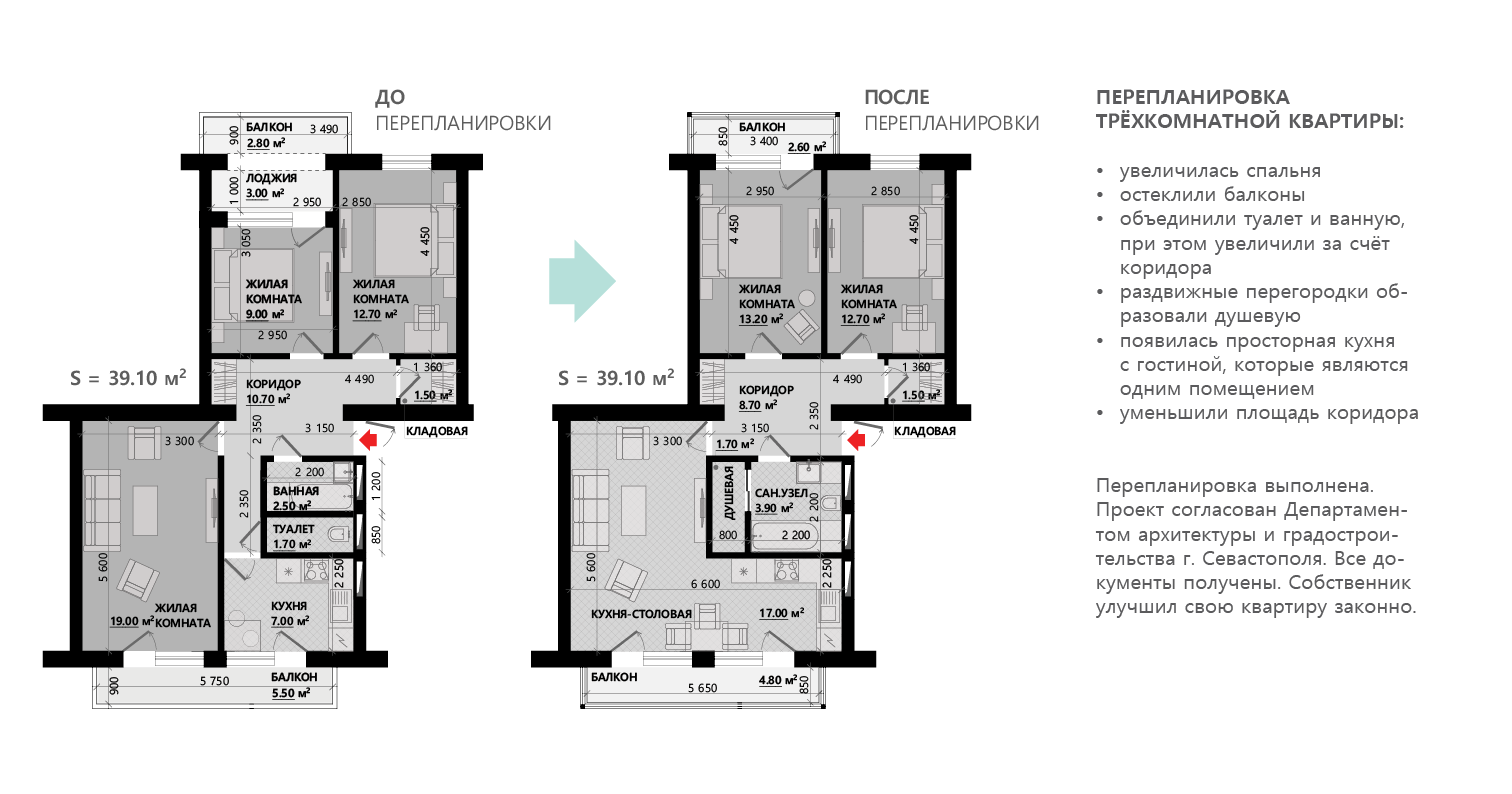 ДО
ПЕРЕПЛАНИРОВКИ
БАЛКОН
3 490
2.80 м²
900
ЛОДЖИЯ
3.00 м²
1 000
2 950
2 850
3 050
4 450
ЖИЛАЯ
КОМНАТА
9.00 м²
ЖИЛАЯ
КОМНАТА
12.70 м²
2 950
S = 39.10 м²
КОРИДОР
10.70 м²
4 490
1 360
1.50 м²
КЛАДОВАЯ
3 300
2 350
3 150
2 200
ВАННАЯ
2.50 м²
1 200
2 350
ТУАЛЕТ
1.70 м²
850
5 600
2 250
ЖИЛАЯ
19.00 м² КОМНАТА
КУХНЯ
7.00 м²
900
5 750
БАЛКОН
5.50 м²
ПОСЛЕ
ПЕРЕПЛАНИРОВКИ
БАЛКОН
850
3 400
2.60 м²
2 950
2 850
4 450
4 450
ЖИЛАЯ
КОМНАТА
13.20 м²
ЖИЛАЯ
КОМНАТА
12.70 м²
S = 39.10 м²
КОРИДОР
8.70 м²
4 490
1 360
1.50 м²
2 350
КЛАДОВАЯ
3 300
3 150
1.70 м²
ДУШЕВАЯ
САН.УЗЕЛ
3.90 м²
2 200
800
2 200
5 600
6 600
2 250
КУХНЯ-СТОЛОВАЯ
17.00 м²
БАЛКОН
5 650
4.80 м²
850
ПЕРЕПЛАНИРОВКА
ТРЁХКОМНАТНОЙ КВАРТИРЫ:
• увеличилась спальня
• остеклили балконы
• объединили туалет и ванную,
при этом увеличили за счёт
коридора
• раздвижные перегородки об-
разовали душевую
• появилась просторная кухня
с гостиной, которые являются
одним помещением
• уменьшили площадь коридора
Перепланировка выполнена.
Проект согласован Департамен-
том архитектуры и градострои-
тельства г. Севастополя. Все до-
кументы получены. Собственник
улучшил свою квартиру законно.